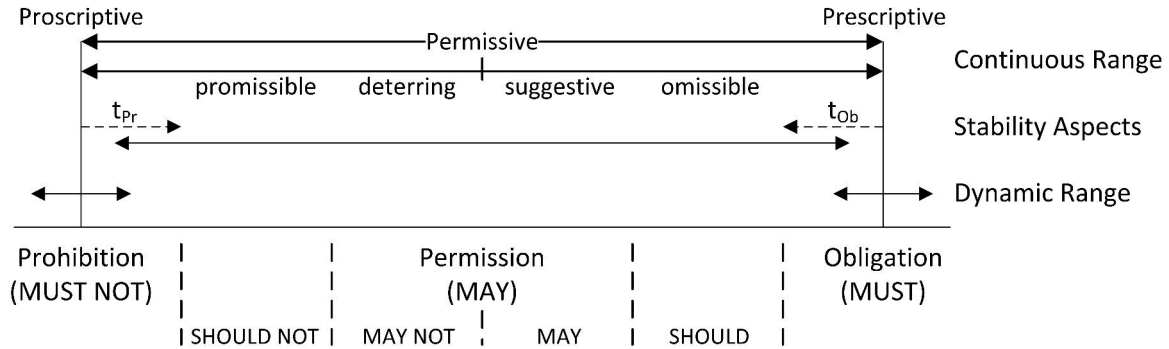 Proscriptive Prescriptive
Permissive
Continuous Range
promissible deterring suggestive omissible
tPr tOb
Stability Aspects
Dynamic Range
Prohibition Permission Obligation
(MUST NOT) (MAY) (MUST)
SHOULD NOT MAY NOT MAY SHOULD